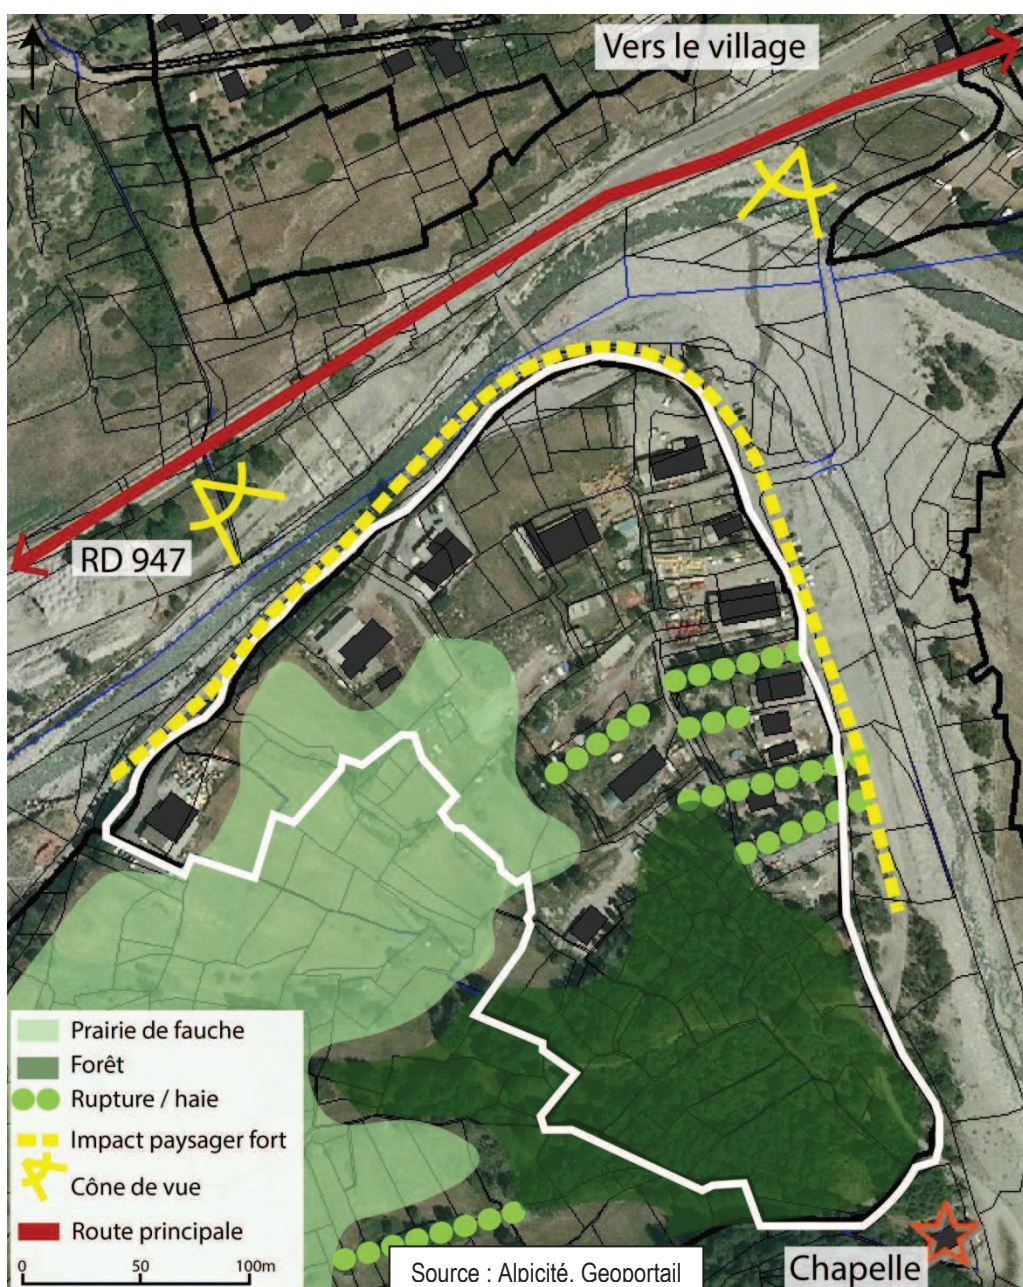 Vers le village
N
RD 947
Prairie de fauche
Forêt
Rupture / haie
Impact paysager fort
Cône de vue
Route principale
0 50 100m
Source : Alpicité, Geoportail
Chapelle